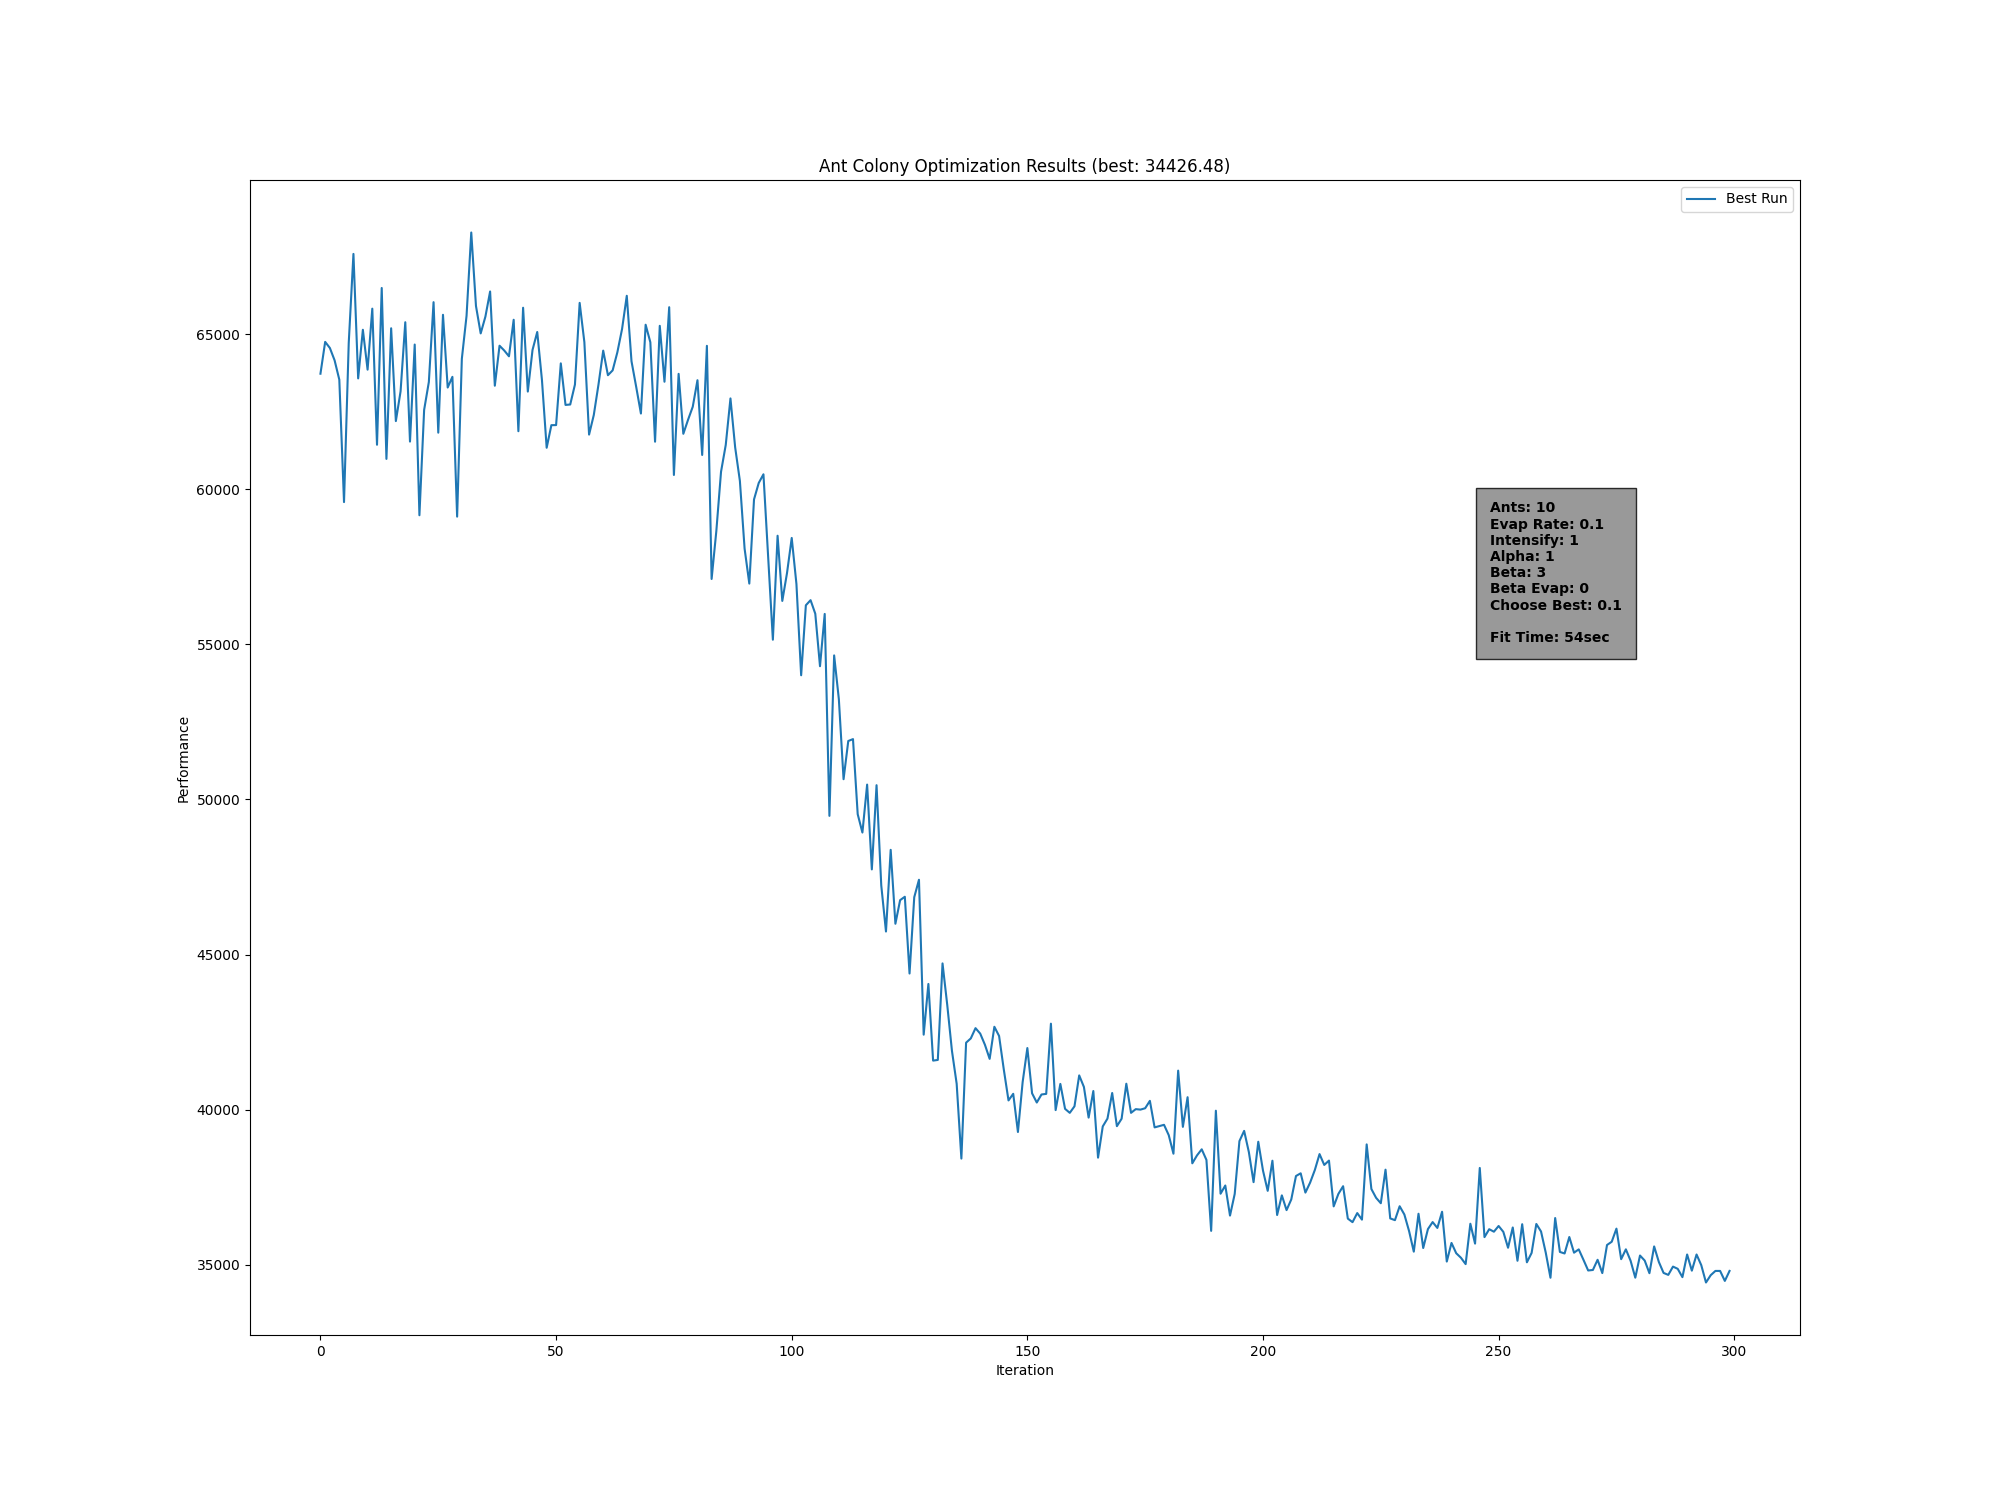 Ant Colony Optimization Results (best: 34426.48)
Best Run
65000
60000
55000
50000
45000
40000
35000
Performance
Ants: 10
Evap Rate: 0.1
Intensify: 1
Alpha: 1
Beta: 3
Beta Evap: 0
Choose Best: 0.1
Fit Time: 54sec
0 50 100 150 200 250 300
Iteration